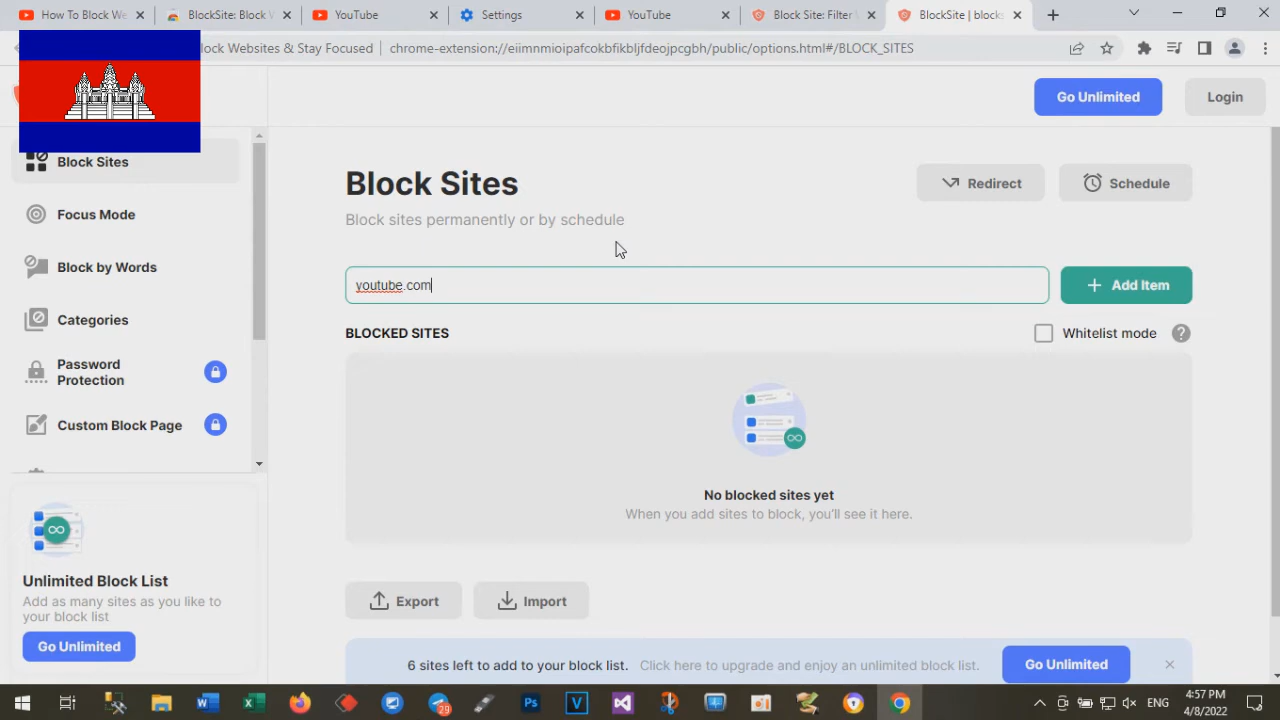 How To Block We
BlockSite: Block W
YouTube
Settings
YouTube
Block Site: Filter
BlockSite | blocks
lock Websites & Stay Focused | chrome-extension://eiimnmioipafcokbfikbljfdeojpcgbh/public/options.html#/BLOCK_SITES
Go Unlimited
Login
Block Sites
Focus Mode
Block by Words
Categories
Password
Protection
Custom Block Page
Unlimited Block List
Add as many sites as you like to
your block list
Go Unlimited
Block Sites
Redirect
Schedule
Block sites permanently or by schedule
youtube.com
+ Add Item
BLOCKED SITES
Whitelist mode ?
No blocked sites yet
When you add sites to block, you'll see it here.
Export
Import
6 sites left to add to your block list. Click here to upgrade and enjoy an unlimited block list.
Go Unlimited
29
Ps
V
ENG
4:57 PM
4/8/2022